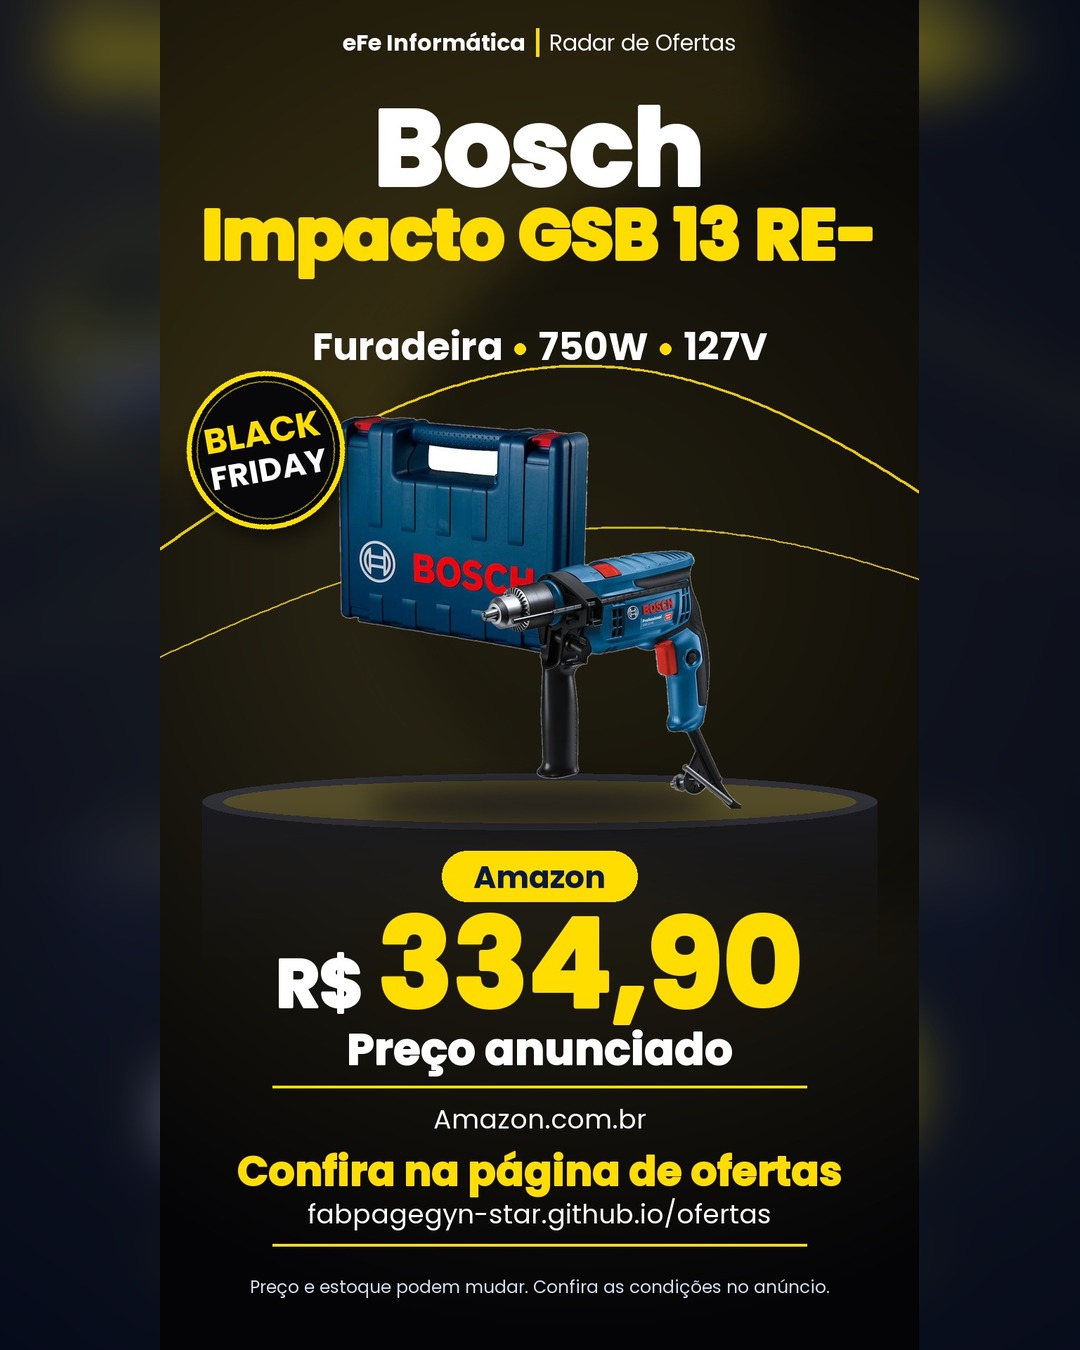 eFe Informática | Radar de Ofertas
Bosch
Impacto GSB 13 RE-
Furadeira • 750W • 127V
BLACK
FRIDAY
BOSCH
BOSCH
Amazon
R$ 334,90
Preço anunciado
Amazon.com.br
Confira na página de ofertas
fabpagegyn-star.github.io/ofertas
Preço e estoque podem mudar. Confira as condições no anúncio.